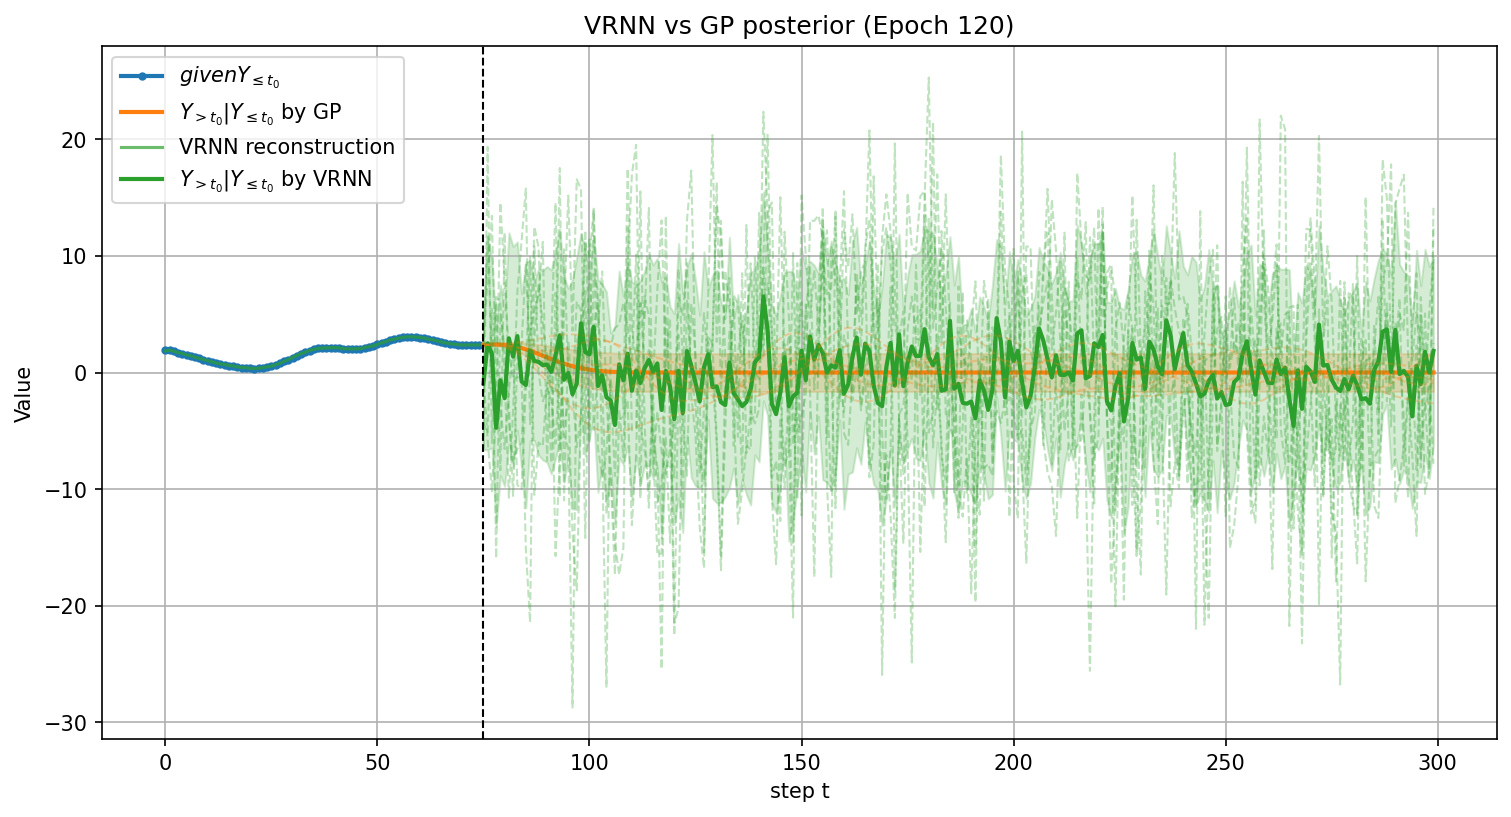 VRNN vs GP posterior (Epoch 120)
givenY≤t₀
Y>t₀|Y≤t₀ by GP
VRNN reconstruction
Y>t₀|Y≤t₀ by VRNN
Value
20
10
0
−10
−20
−30
0 50 100 150 200 250 300
step t